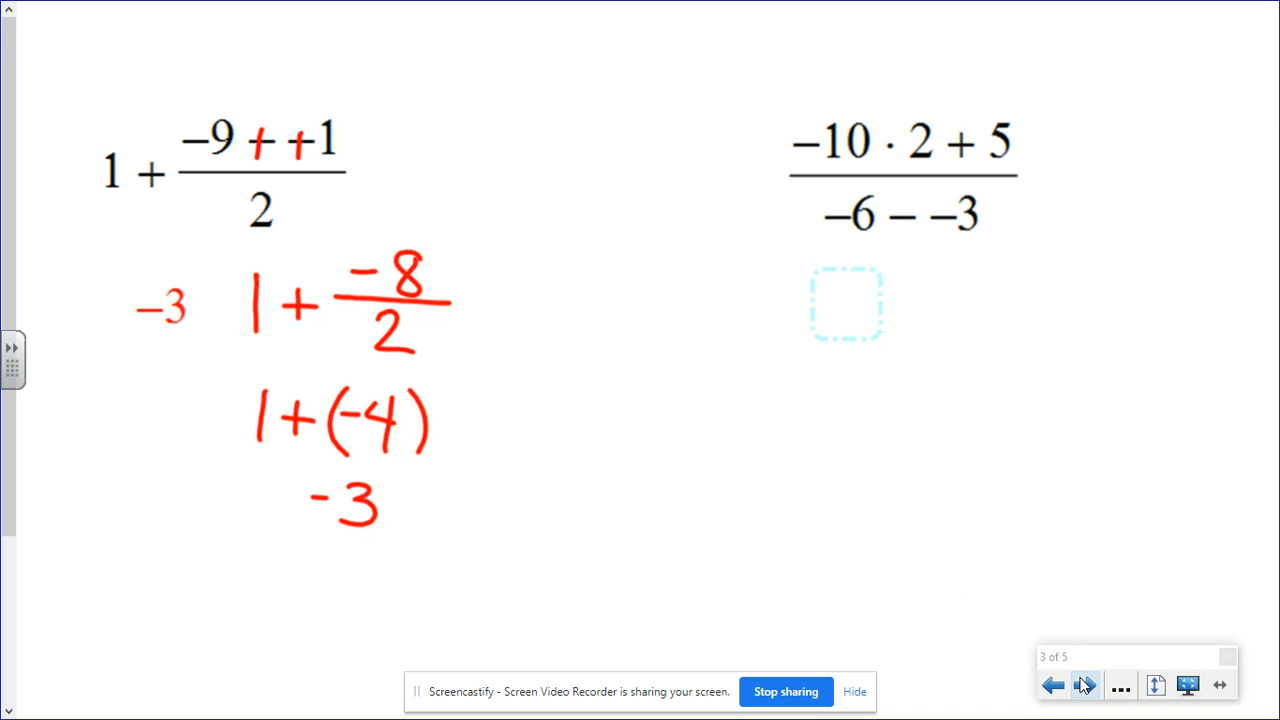 1 + (−9 + +1)/2
−3
1 + −8/2
1 + (−4)
−3
(−10 · 2 + 5)/(−6 − −3)
3 of 5
Screencastify - Screen Video Recorder is sharing your screen. Stop sharing Hide